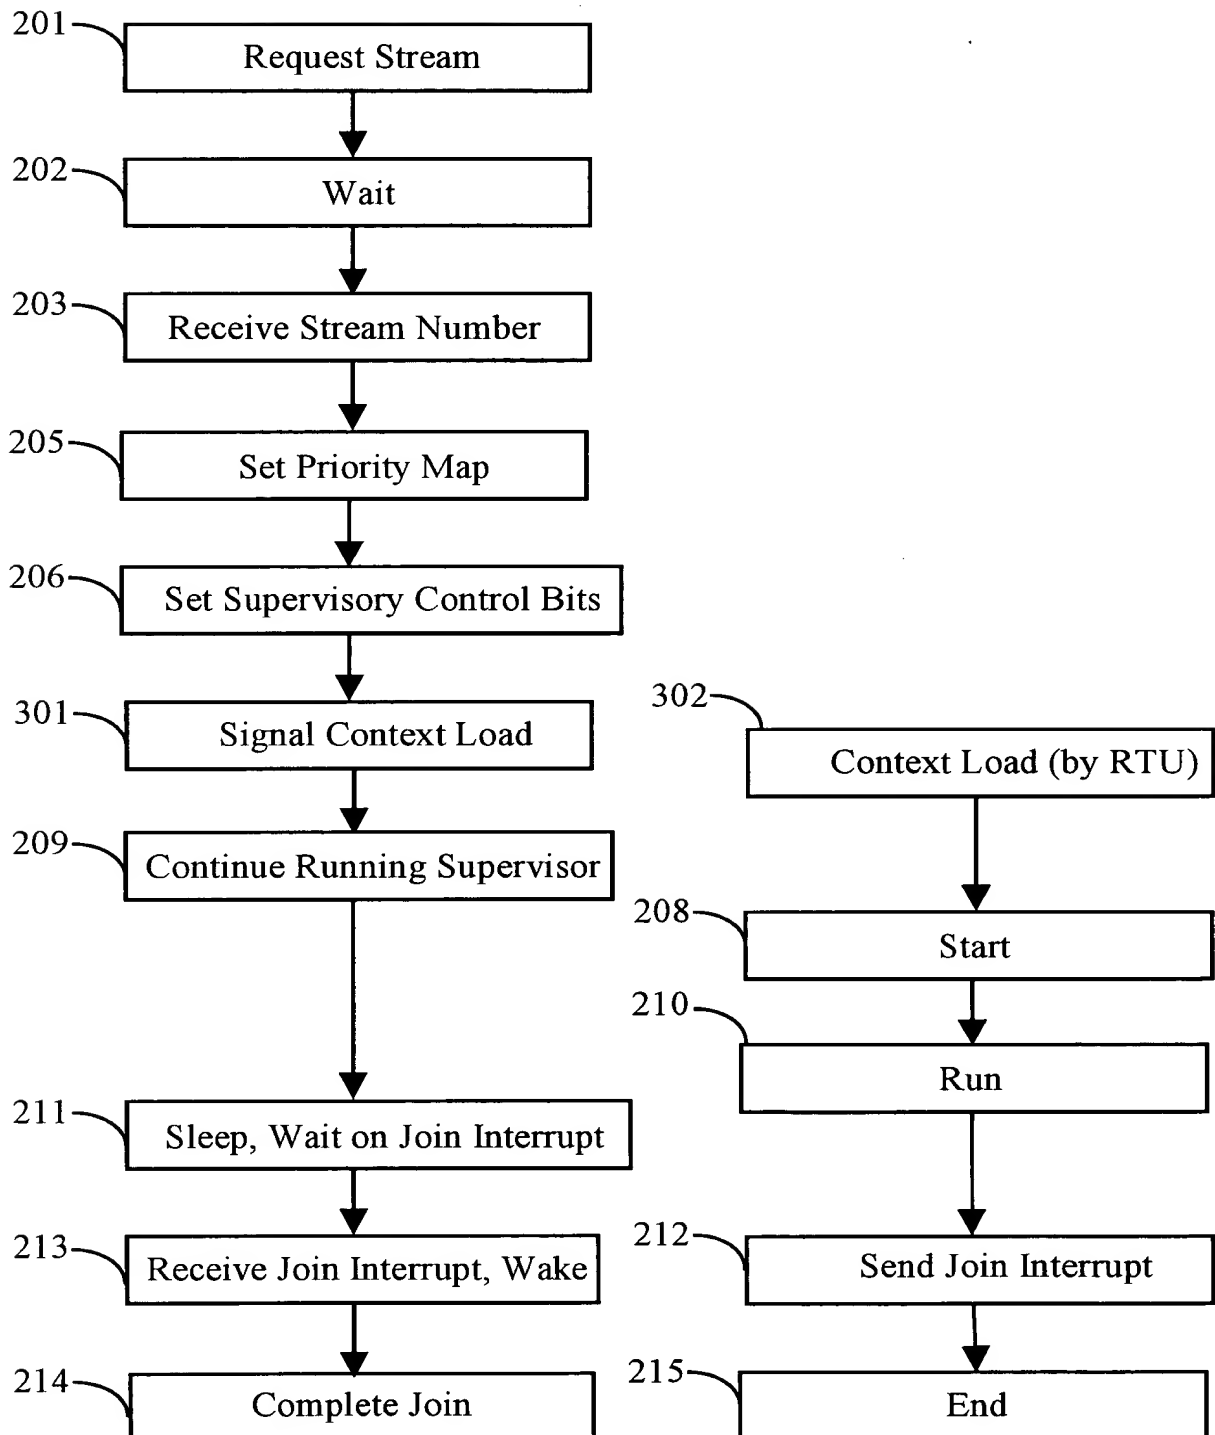 201
Request Stream
202
Wait
203
Receive Stream Number
205
Set Priority Map
206
Set Supervisory Control Bits
301
Signal Context Load
209
Continue Running Supervisor
211
Sleep, Wait on Join Interrupt
213
Receive Join Interrupt, Wake
214
Complete Join
302
Context Load (by RTU)
208
Start
210
Run
212
Send Join Interrupt
215
End